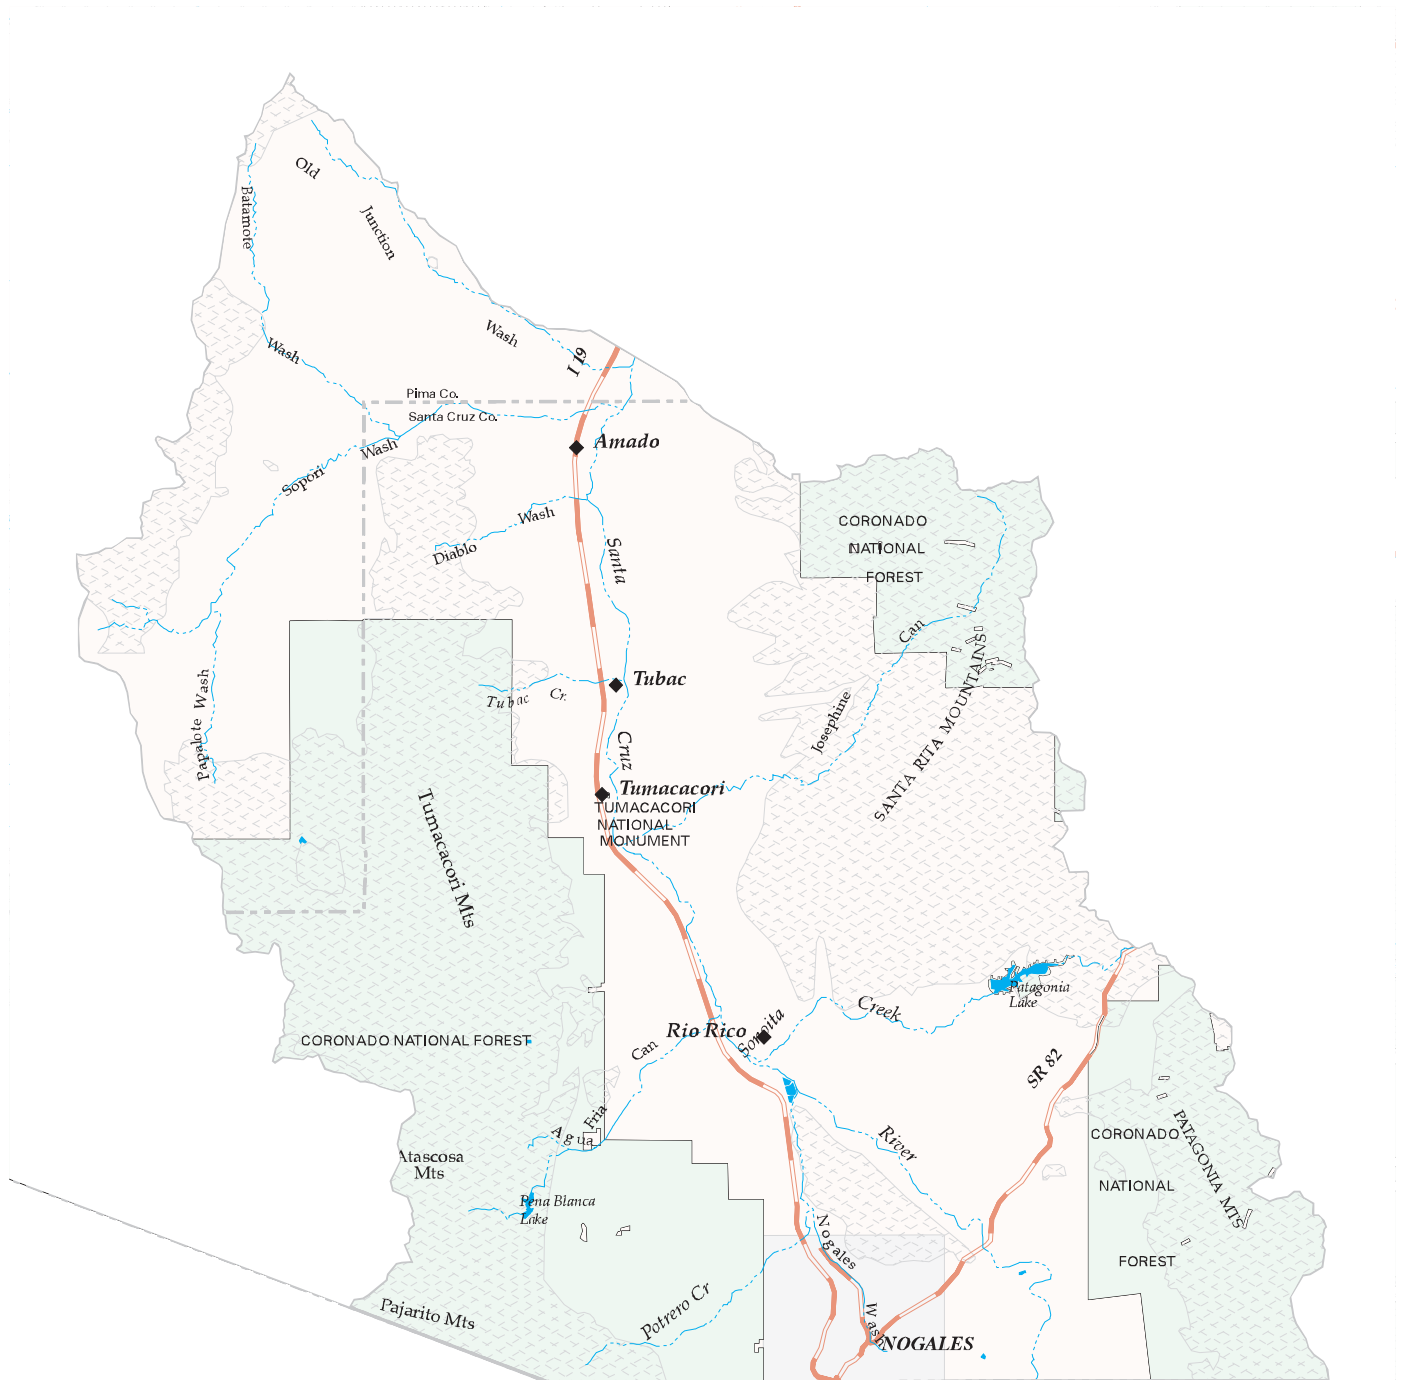 Old
Batamote
Junction
Wash
Wash
I 19
Pima Co.
Santa Cruz Co.
Amado
Wash
Sopori
CORONADO
NATIONAL
FOREST
Wash
Diablo
Santa
Can
Josephine
SANTA RITA MOUNTAINS
Tubac
Tubac Cr.
Papalote Wash
Cruz
Tumacacori
TUMACACORI
NATIONAL
MONUMENT
Tumacacori Mts
Patagonia
Lake
Creek
Sonoita
Rio Rico
CORONADO NATIONAL FOREST
Can
SR 82
Agua Fria
River
CORONADO
NATIONAL
FOREST
PATAGONIA MTS
Atascosa
Mts
Pena Blanca
Lake
Nogales
Wash
Potrero Cr
Pajarito Mts
NOGALES